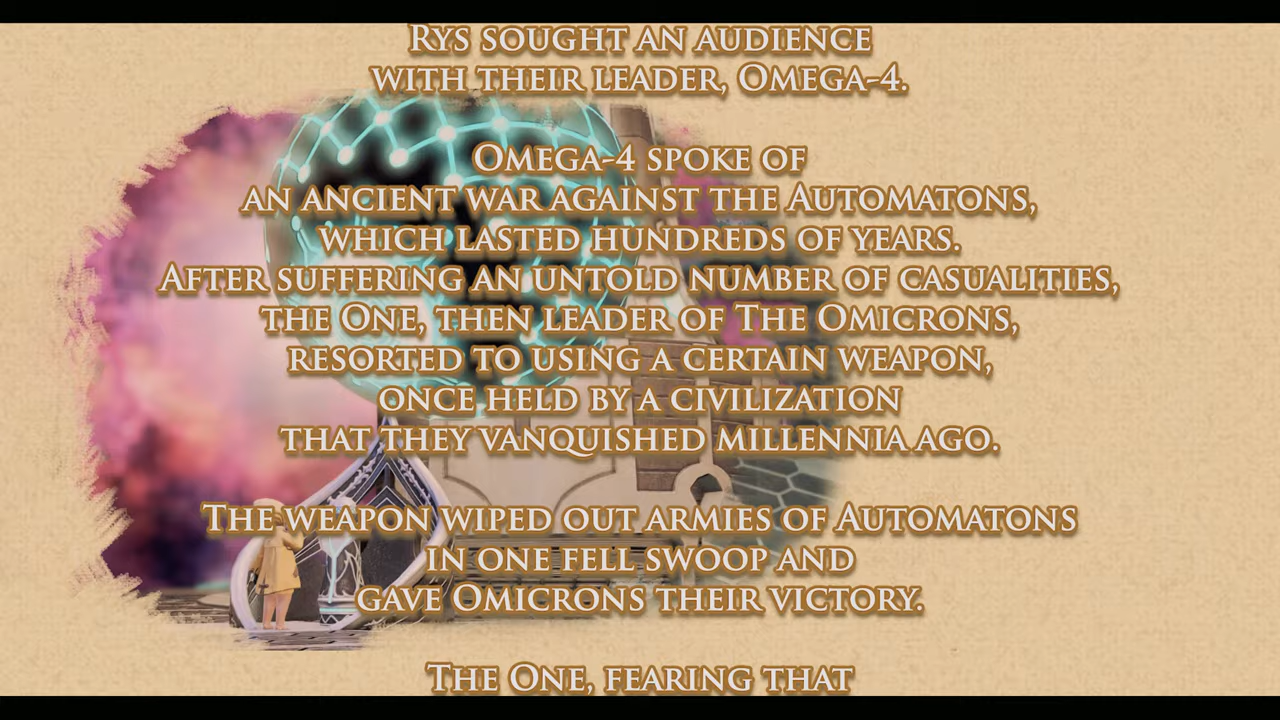 Rys sought an audience
with their leader, Omega-4.
Omega-4 spoke of
an ancient war against the Automatons,
which lasted hundreds of years.
After suffering an untold number of casualities,
the One, then leader of The Omicrons,
resorted to using a certain weapon,
once held by a civilization
that they vanquished millennia ago.
The weapon wiped out armies of Automatons
in one fell swoop and
gave Omicrons their victory.
The One, fearing that